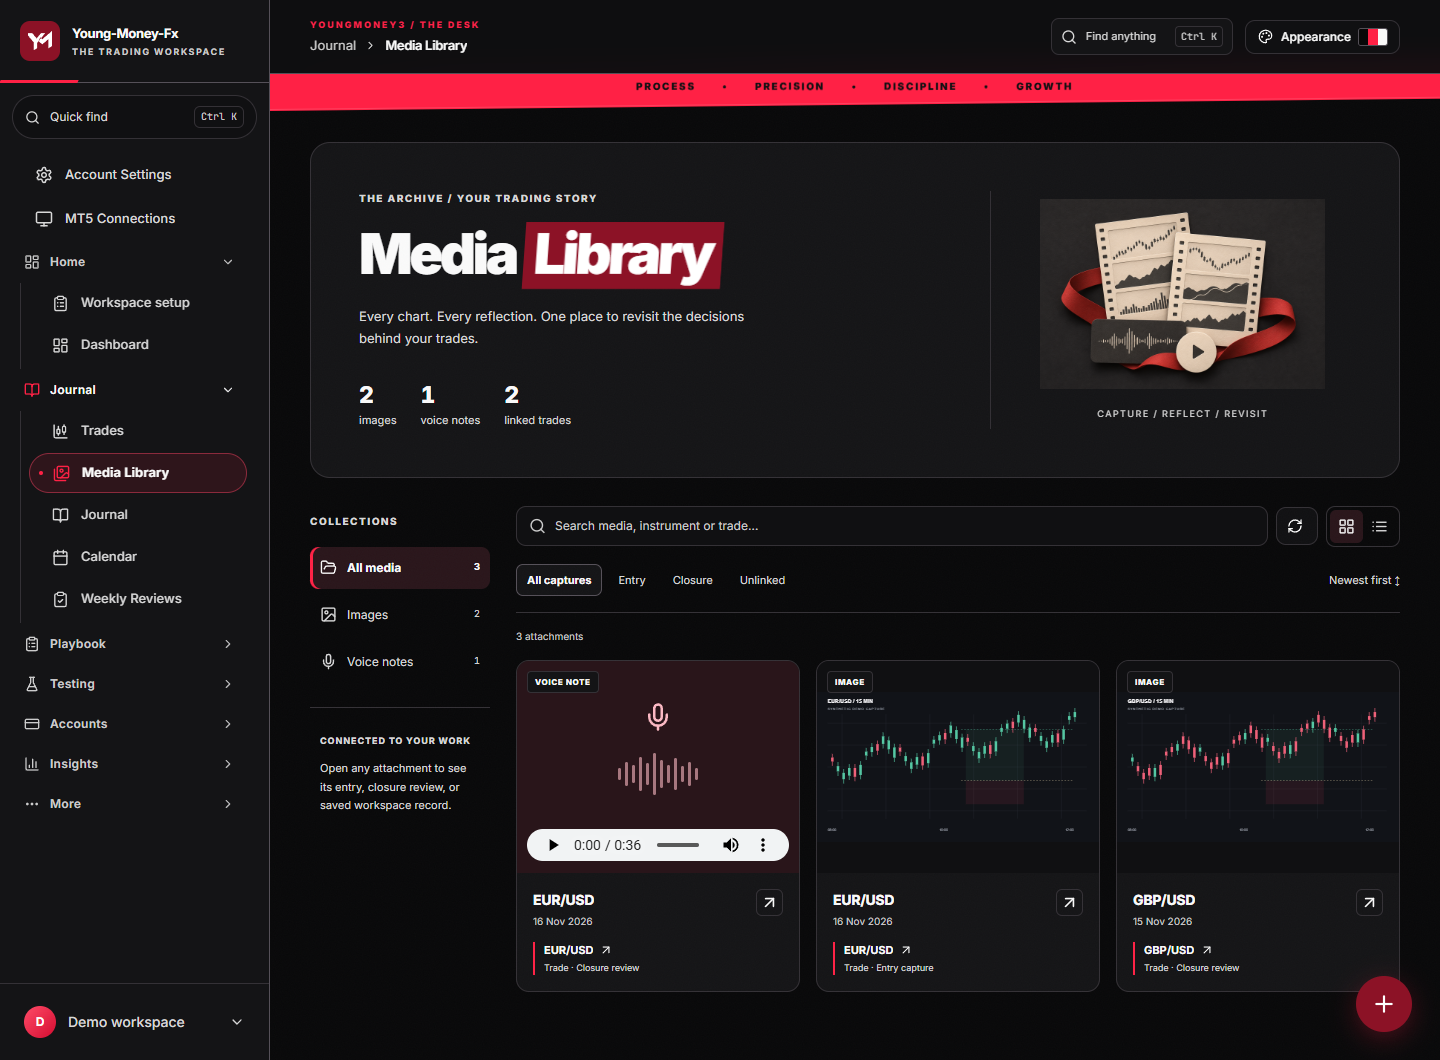 Young-Money-Fx
THE TRADING WORKSPACE
Quick find
Ctrl K
Account Settings
MT5 Connections
Home
Workspace setup
Dashboard
Journal
Trades
Media Library
Journal
Calendar
Weekly Reviews
Playbook
Testing
Accounts
Insights
More
D
Demo workspace
YOUNGMONEY3 / THE DESK
Journal > Media Library
Find anything
Ctrl K
Appearance
PROCESS • PRECISION • DISCIPLINE • GROWTH
THE ARCHIVE / YOUR TRADING STORY
Media Library
Every chart. Every reflection. One place to revisit the decisions
behind your trades.
2 1 2
images voice notes linked trades
CAPTURE / REFLECT / REVISIT
COLLECTIONS
All media 3
Images 2
Voice notes 1
CONNECTED TO YOUR WORK
Open any attachment to see
its entry, closure review, or
saved workspace record.
Search media, instrument or trade...
All captures Entry Closure Unlinked
Newest first
3 attachments
VOICE NOTE
0:00 / 0:36
EUR/USD
16 Nov 2026
EUR/USD
Trade · Closure review
IMAGE
EUR/USD / 15 MIN
EUR/USD
16 Nov 2026
EUR/USD
Trade · Entry capture
IMAGE
GBP/USD / 15 MIN
GBP/USD
15 Nov 2026
GBP/USD
Trade · Closure review